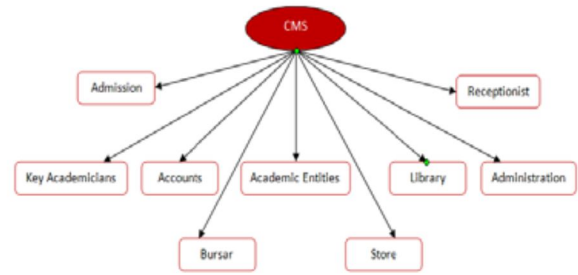 CMS
Admission
Receptionist
Key Academicians
Accounts
Academic Entities
Library
Administration
Bursar
Store